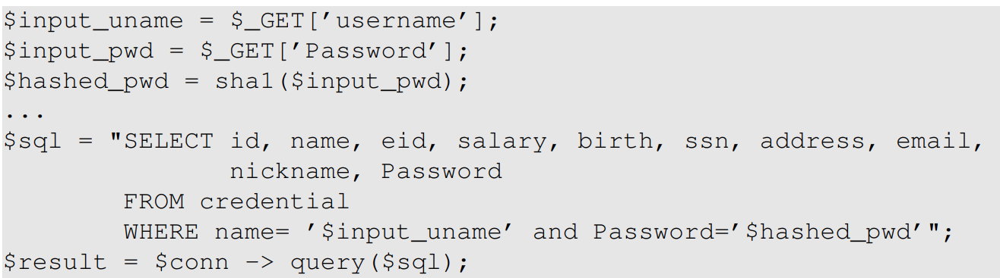 $input_uname = $_GET[’username’];
$input_pwd = $_GET[’Password’];
$hashed_pwd = sha1($input_pwd);
...
$sql = "SELECT id, name, eid, salary, birth, ssn, address, email,
nickname, Password
FROM credential
WHERE name= ’$input_uname’ and Password=’$hashed_pwd’";
$result = $conn -> query($sql);